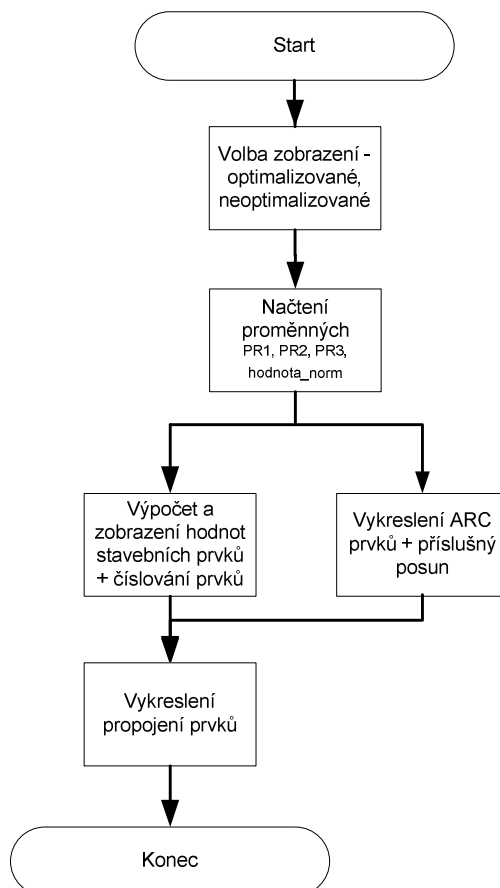 Start
Volba zobrazení -
optimalizované,
neoptimalizované
Načtení
proměnných
PR1, PR2, PR3,
hodnota_norm
Výpočet a
zobrazení hodnot
stavebních prvků
+ číslování prvků
Vykreslení ARC
prvků + příslušný
posun
Vykreslení
propojení prvků
Konec